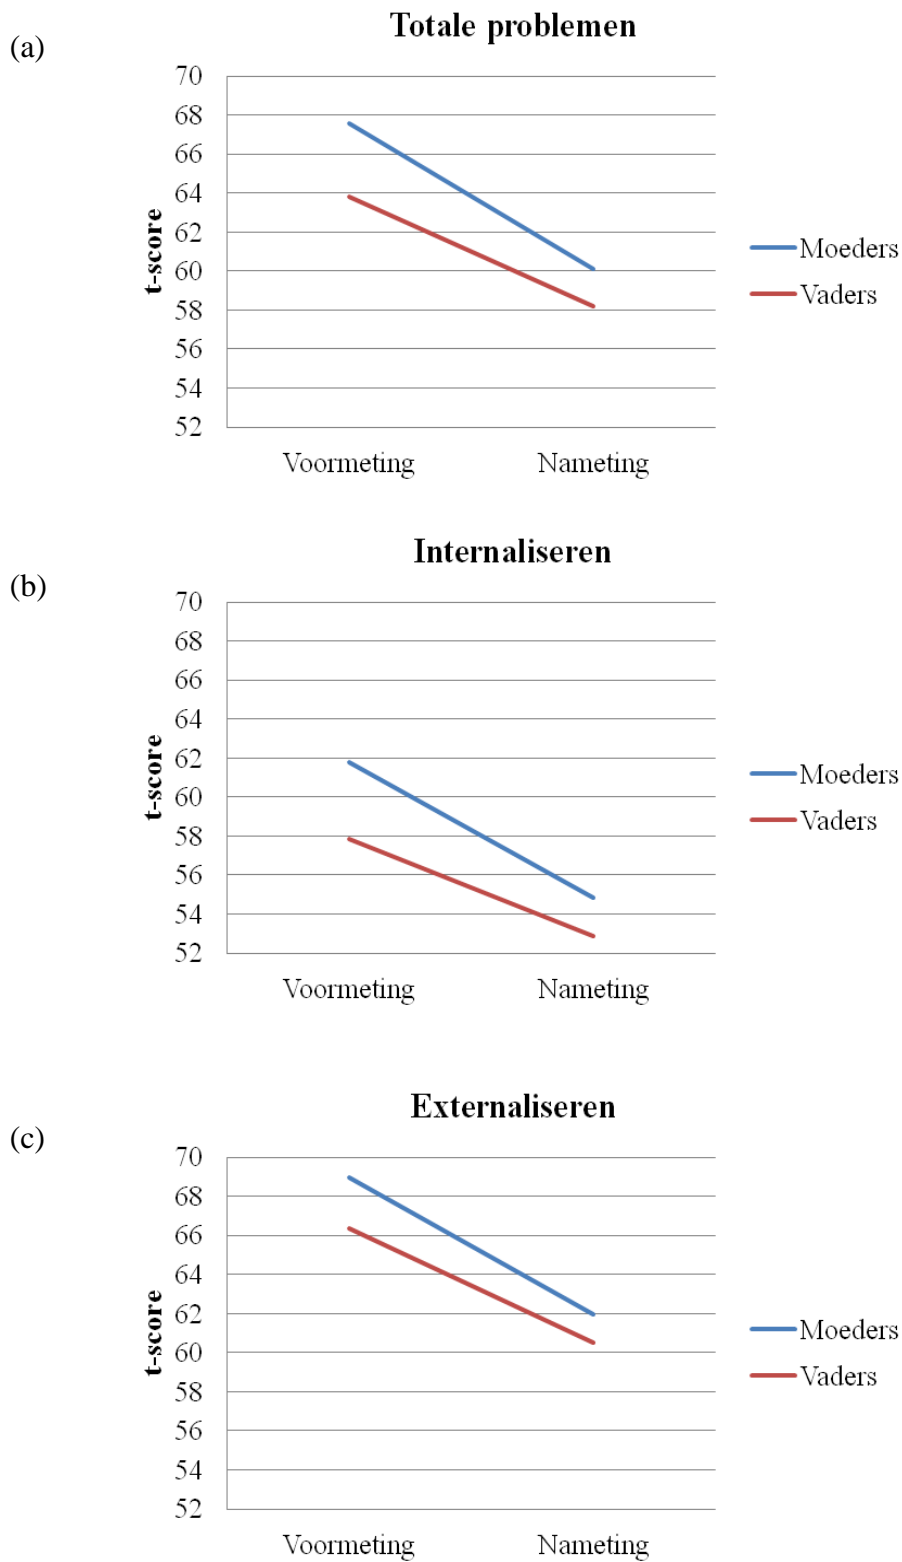 (a)
Totale problemen
70
68
66
64
62
60
58
56
54
52
t-score
Voormeting
Nameting
Moeders
Vaders
(b)
Internaliseren
70
68
66
64
62
60
58
56
54
52
t-score
Voormeting
Nameting
Moeders
Vaders
(c)
Externaliseren
70
68
66
64
62
60
58
56
54
52
t-score
Voormeting
Nameting
Moeders
Vaders